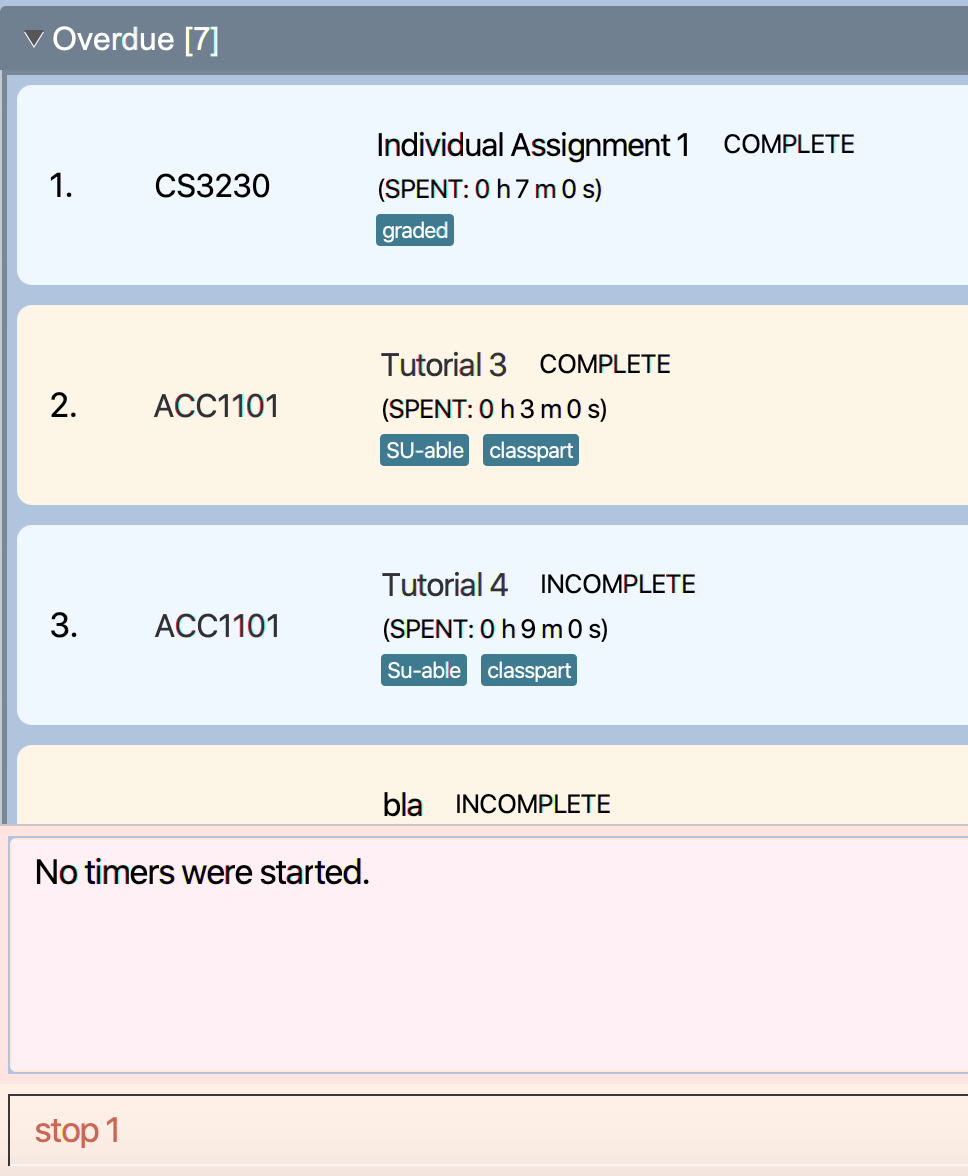 Overdue [7]
1. CS3230 Individual Assignment 1 COMPLETE
(SPENT: 0 h 7 m 0 s)
graded
2. ACC1101 Tutorial 3 COMPLETE
(SPENT: 0 h 3 m 0 s)
SU-able classpart
3. ACC1101 Tutorial 4 INCOMPLETE
(SPENT: 0 h 9 m 0 s)
Su-able classpart
bla INCOMPLETE
No timers were started.
stop 1